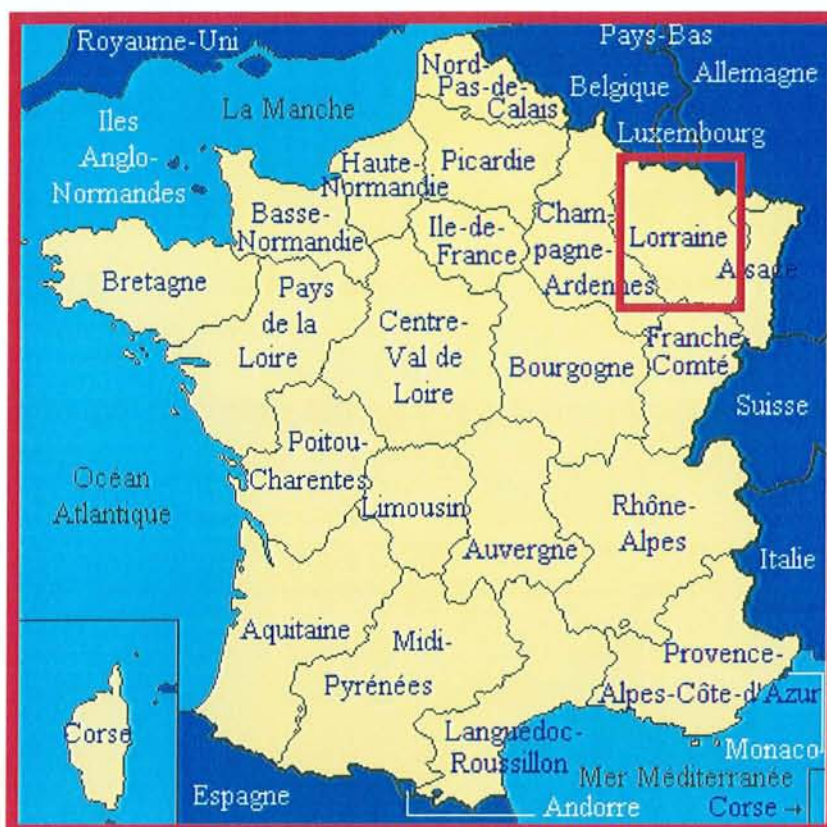 Royaume-Uni
Pays-Bas
Allemagne
Belgique
Luxembourg
La Manche
Iles
Anglo-
Normandes
Nord-
Pas-de-
Calais
Haute-
Normandie
Picardie
Basse-
Normandie
Ile-de-
France
Cham-
pagne-
Ardennes
Lorraine
Alsace
Bretagne
Pays
de la
Loire
Centre-
Val de
Loire
Bourgogne
Franche
Comté
Suisse
Poitou-
Charentes
Océan
Atlantique
Limousin
Auvergne
Rhône-
Alpes
Italie
Aquitaine
Midi-
Pyrénées
Provence-
Alpes-Côte-d'Azur
Languedoc-
Roussillon
Monaco
Mer Méditerranée
Corse
Espagne
Andorre
Corse →